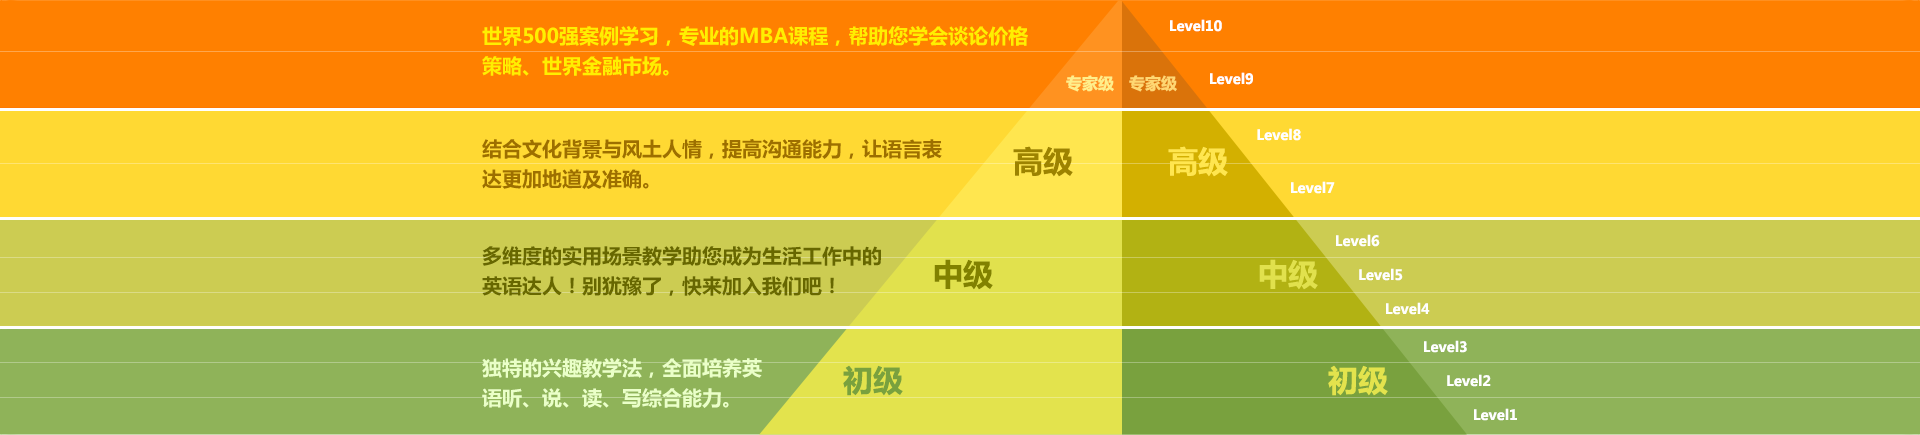 世界500强案例学习，专业的MBA课程，帮助您学会谈论价格
策略、世界金融市场。
专家级 专家级
Level10
Level9
结合文化背景与风土人情，提高沟通能力，让语言表
达更加地道及准确。
高级 高级
Level8
Level7
多维度的实用场景教学助您成为生活工作中的
英语达人！别犹豫了，快来加入我们吧！
中级 中级
Level6
Level5
Level4
独特的兴趣教学法，全面培养英
语听、说、读、写综合能力。
初级 初级
Level3
Level2
Level1